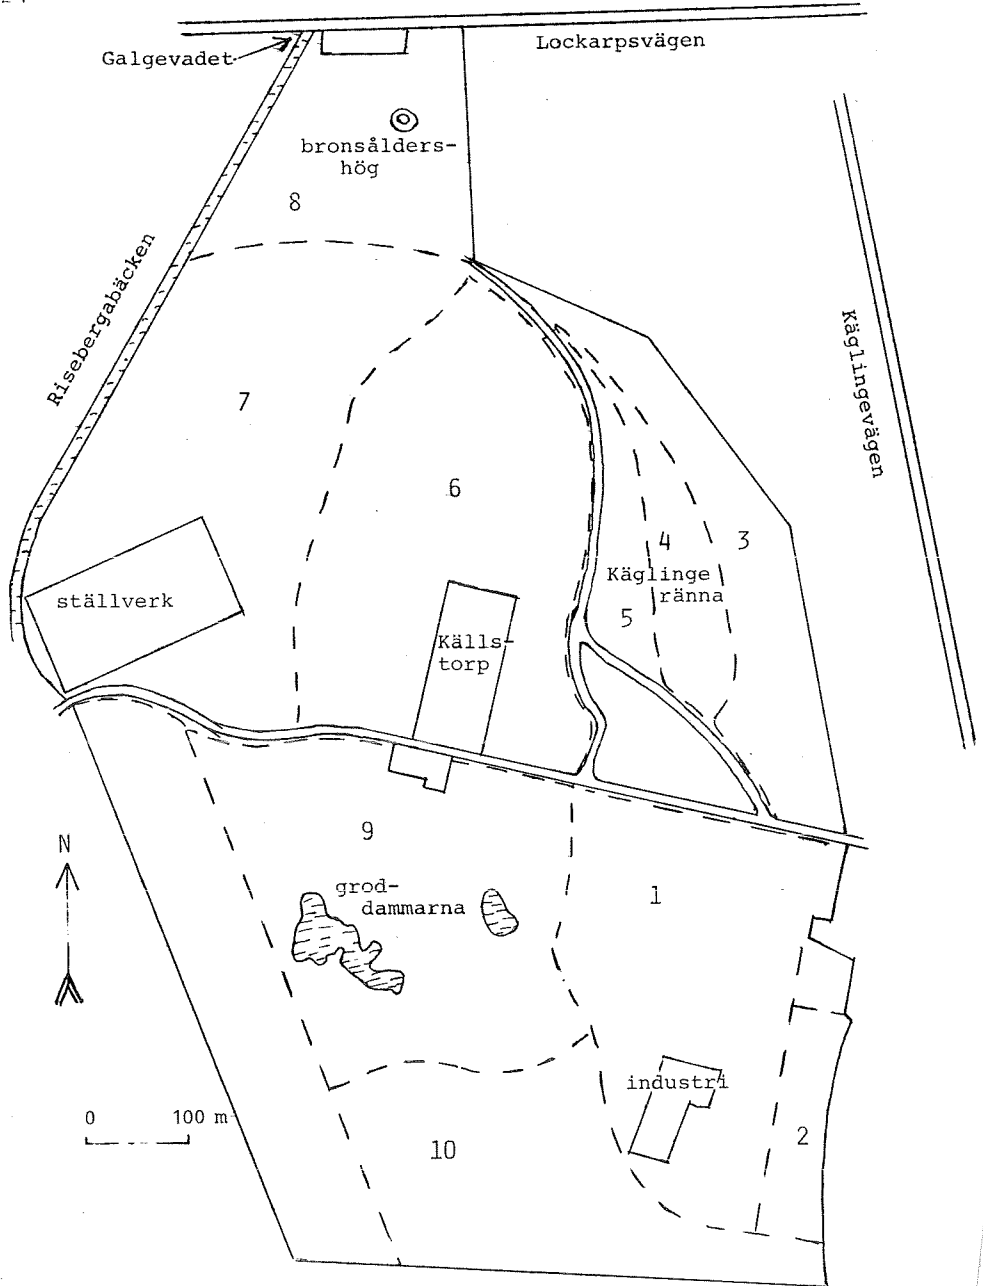 Lockarpsvägen
Galgevadet
bronsålders-
hög
8
Risebergabäcken
Käglingevägen
7
6
4
3
Käglinge
ränna
5
ställverk
Källs-
torp
9
N
grod-
dammarna
1
industri
0 100 m
2
10